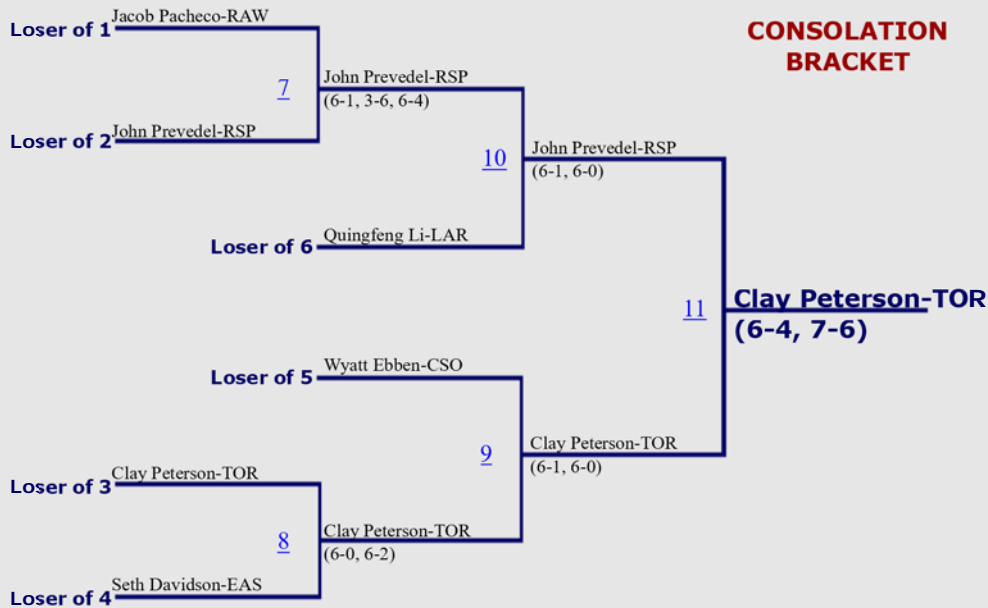 Jacob Pacheco-RAW
Loser of 1
CONSOLATION
BRACKET
7
John Prevedel-RSP
(6-1, 3-6, 6-4)
John Prevedel-RSP
Loser of 2
10
John Prevedel-RSP
(6-1, 6-0)
Quingfeng Li-LAR
Loser of 6
11
Clay Peterson-TOR
(6-4, 7-6)
Wyatt Ebben-CSO
Loser of 5
9
Clay Peterson-TOR
(6-1, 6-0)
Clay Peterson-TOR
Loser of 3
8
Clay Peterson-TOR
(6-0, 6-2)
Seth Davidson-EAS
Loser of 4